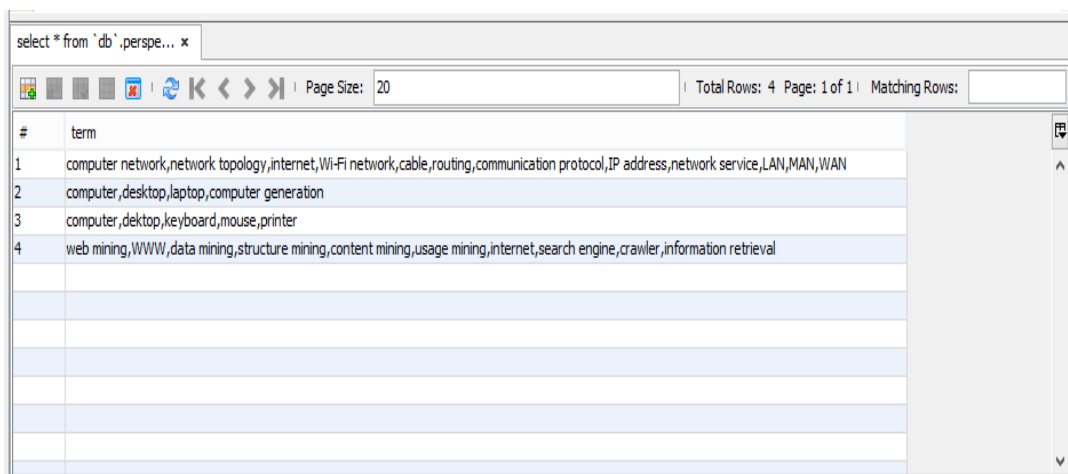 select * from `db`.perspe... x
Page Size: 20 Total Rows: 4 Page: 1 of 1 Matching Rows:
# term
1 computer network,network topology,internet,Wi-Fi network,cable,routing,communication protocol,IP address,network service,LAN,MAN,WAN
2 computer,desktop,laptop,computer generation
3 computer,dektop,keyboard,mouse,printer
4 web mining,WWW,data mining,structure mining,content mining,usage mining,internet,search engine,crawler,information retrieval